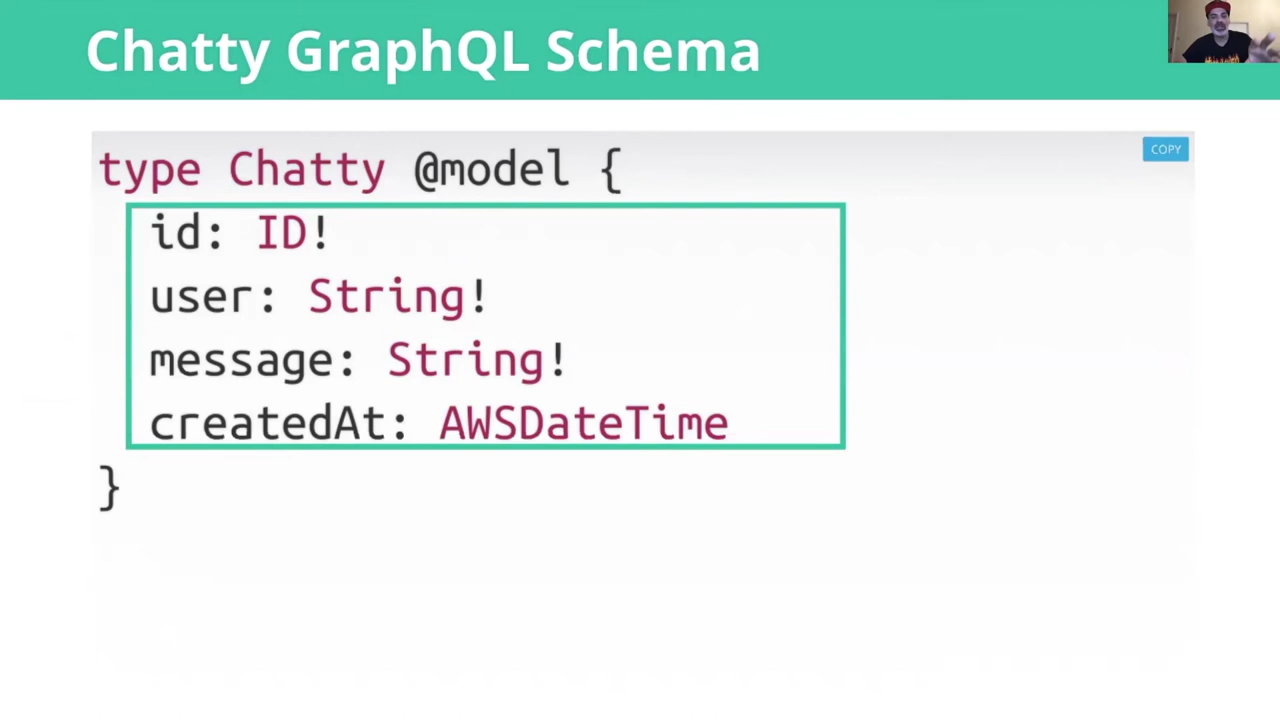 Chatty GraphQL Schema
COPY
type Chatty @model {
id: ID!
user: String!
message: String!
createdAt: AWSDateTime
}